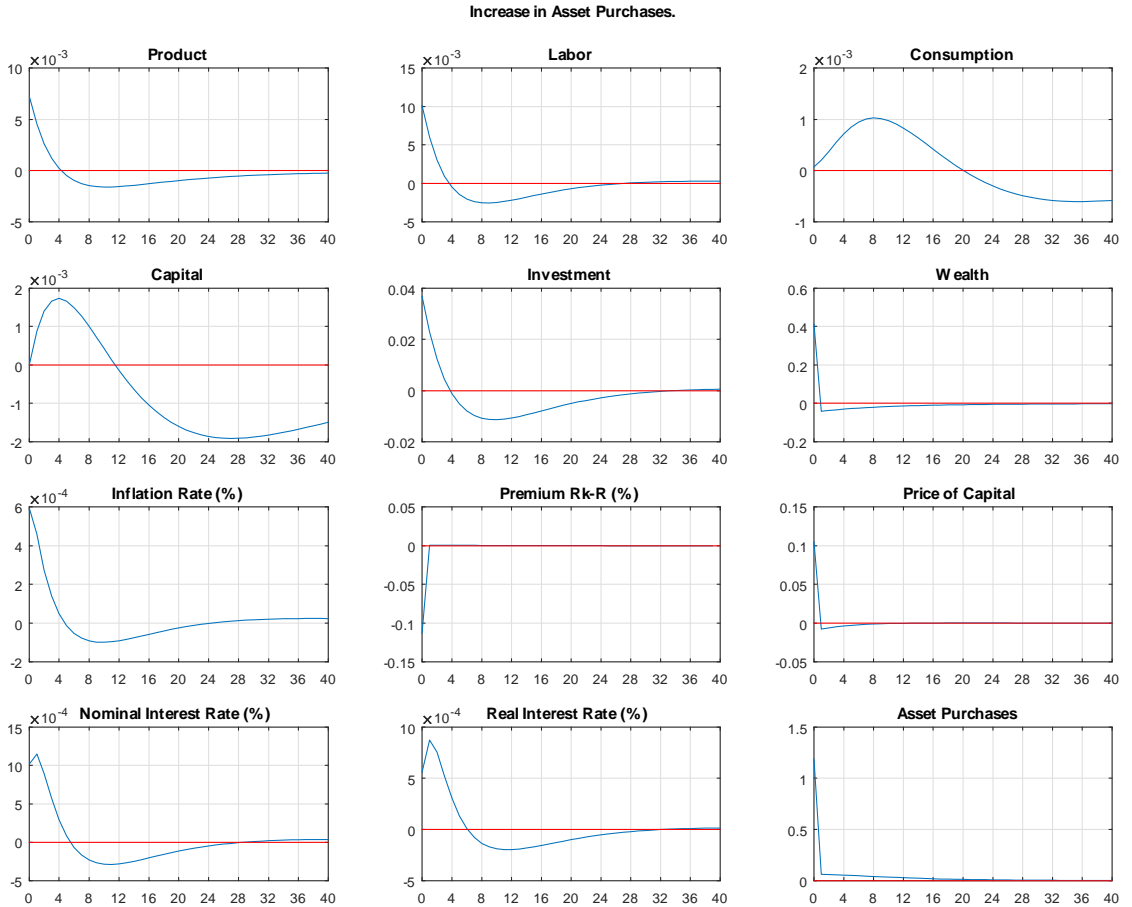 Increase in Asset Purchases.
Product
×10-3
10
5
0
-5
0 4 8 12 16 20 24 28 32 36 40
Labor
×10-3
15
10
5
0
-5
0 4 8 12 16 20 24 28 32 36 40
Consumption
×10-3
2
1
0
-1
0 4 8 12 16 20 24 28 32 36 40
Capital
×10-3
2
1
0
-1
-2
0 4 8 12 16 20 24 28 32 36 40
Investment
0.04
0.02
0
-0.02
0 4 8 12 16 20 24 28 32 36 40
Wealth
0.6
0.4
0.2
0
-0.2
0 4 8 12 16 20 24 28 32 36 40
Inflation Rate (%)
×10-4
6
4
2
0
-2
0 4 8 12 16 20 24 28 32 36 40
Premium Rk-R (%)
0.05
0
-0.05
-0.1
-0.15
0 4 8 12 16 20 24 28 32 36 40
Price of Capital
0.15
0.1
0.05
0
-0.05
0 4 8 12 16 20 24 28 32 36 40
Nominal Interest Rate (%)
×10-4
15
10
5
0
-5
0 4 8 12 16 20 24 28 32 36 40
Real Interest Rate (%)
×10-4
10
5
0
-5
0 4 8 12 16 20 24 28 32 36 40
Asset Purchases
1.5
1
0.5
0
0 4 8 12 16 20 24 28 32 36 40